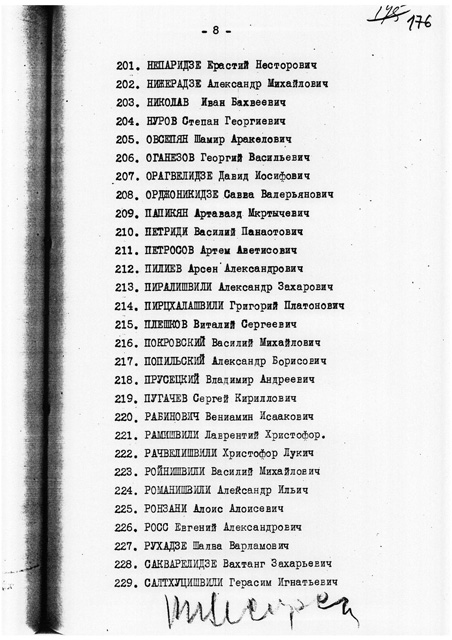 - 8 -
195 176
201. НЕПАРИДЗЕ Ерастий Несторович
202. НИЖЕРАДЗЕ Александр Михайлович
203. НИКОЛАВ Иван Бахвеевич
204. НУРОВ Степан Георгиевич
205. ОВСЕПЯН Шамир Аракелович
206. ОГАНЕЗОВ Георгий Васильевич
207. ОРАГВЕЛИДЗЕ Давид Иосифович
208. ОРДЖОНИКИДЗЕ Савва Валерьянович
209. ПАПИКЯН Артавазд Мкртычевич
210. ПЕТРИДИ Василий Панаотович
211. ПЕТРОСОВ Артем Аветисович
212. ПИЛИЕВ Арсен Александрович
213. ПИРАЛИШВИЛИ Александр Захарович
214. ПИРЦХАЛАШВИЛИ Григорий Платонович
215. ПЛЕШКОВ Виталий Сергеевич
216. ПОКРОВСКИЙ Василий Михайлович
217. ПОПИЛЬСКИЙ Александр Борисович
218. ПРУСЕЦКИЙ Владимир Андреевич
219. ПУГАЧЕВ Сергей Кириллович
220. РАБИНОВИЧ Вениамин Исаакович
221. РАМИШВИЛИ Лаврентий Христофор.
222. РАЧВЕЛИШВИЛИ Христофор Лукич
223. РОЙНИШВИЛИ Василий Михайлович
224. РОМАНИШВИЛИ Алейсандр Ильич
225. РОНЗАНИ Алоис Алоисевич
226. РОСС Евгений Александрович
227. РУХАДЗЕ Шалва Варламович
228. САКВАРЕЛИДЗЕ Вахтанг Захарьевич
229. САЛТХУЦИШВИЛИ Герасим Игнатьевич